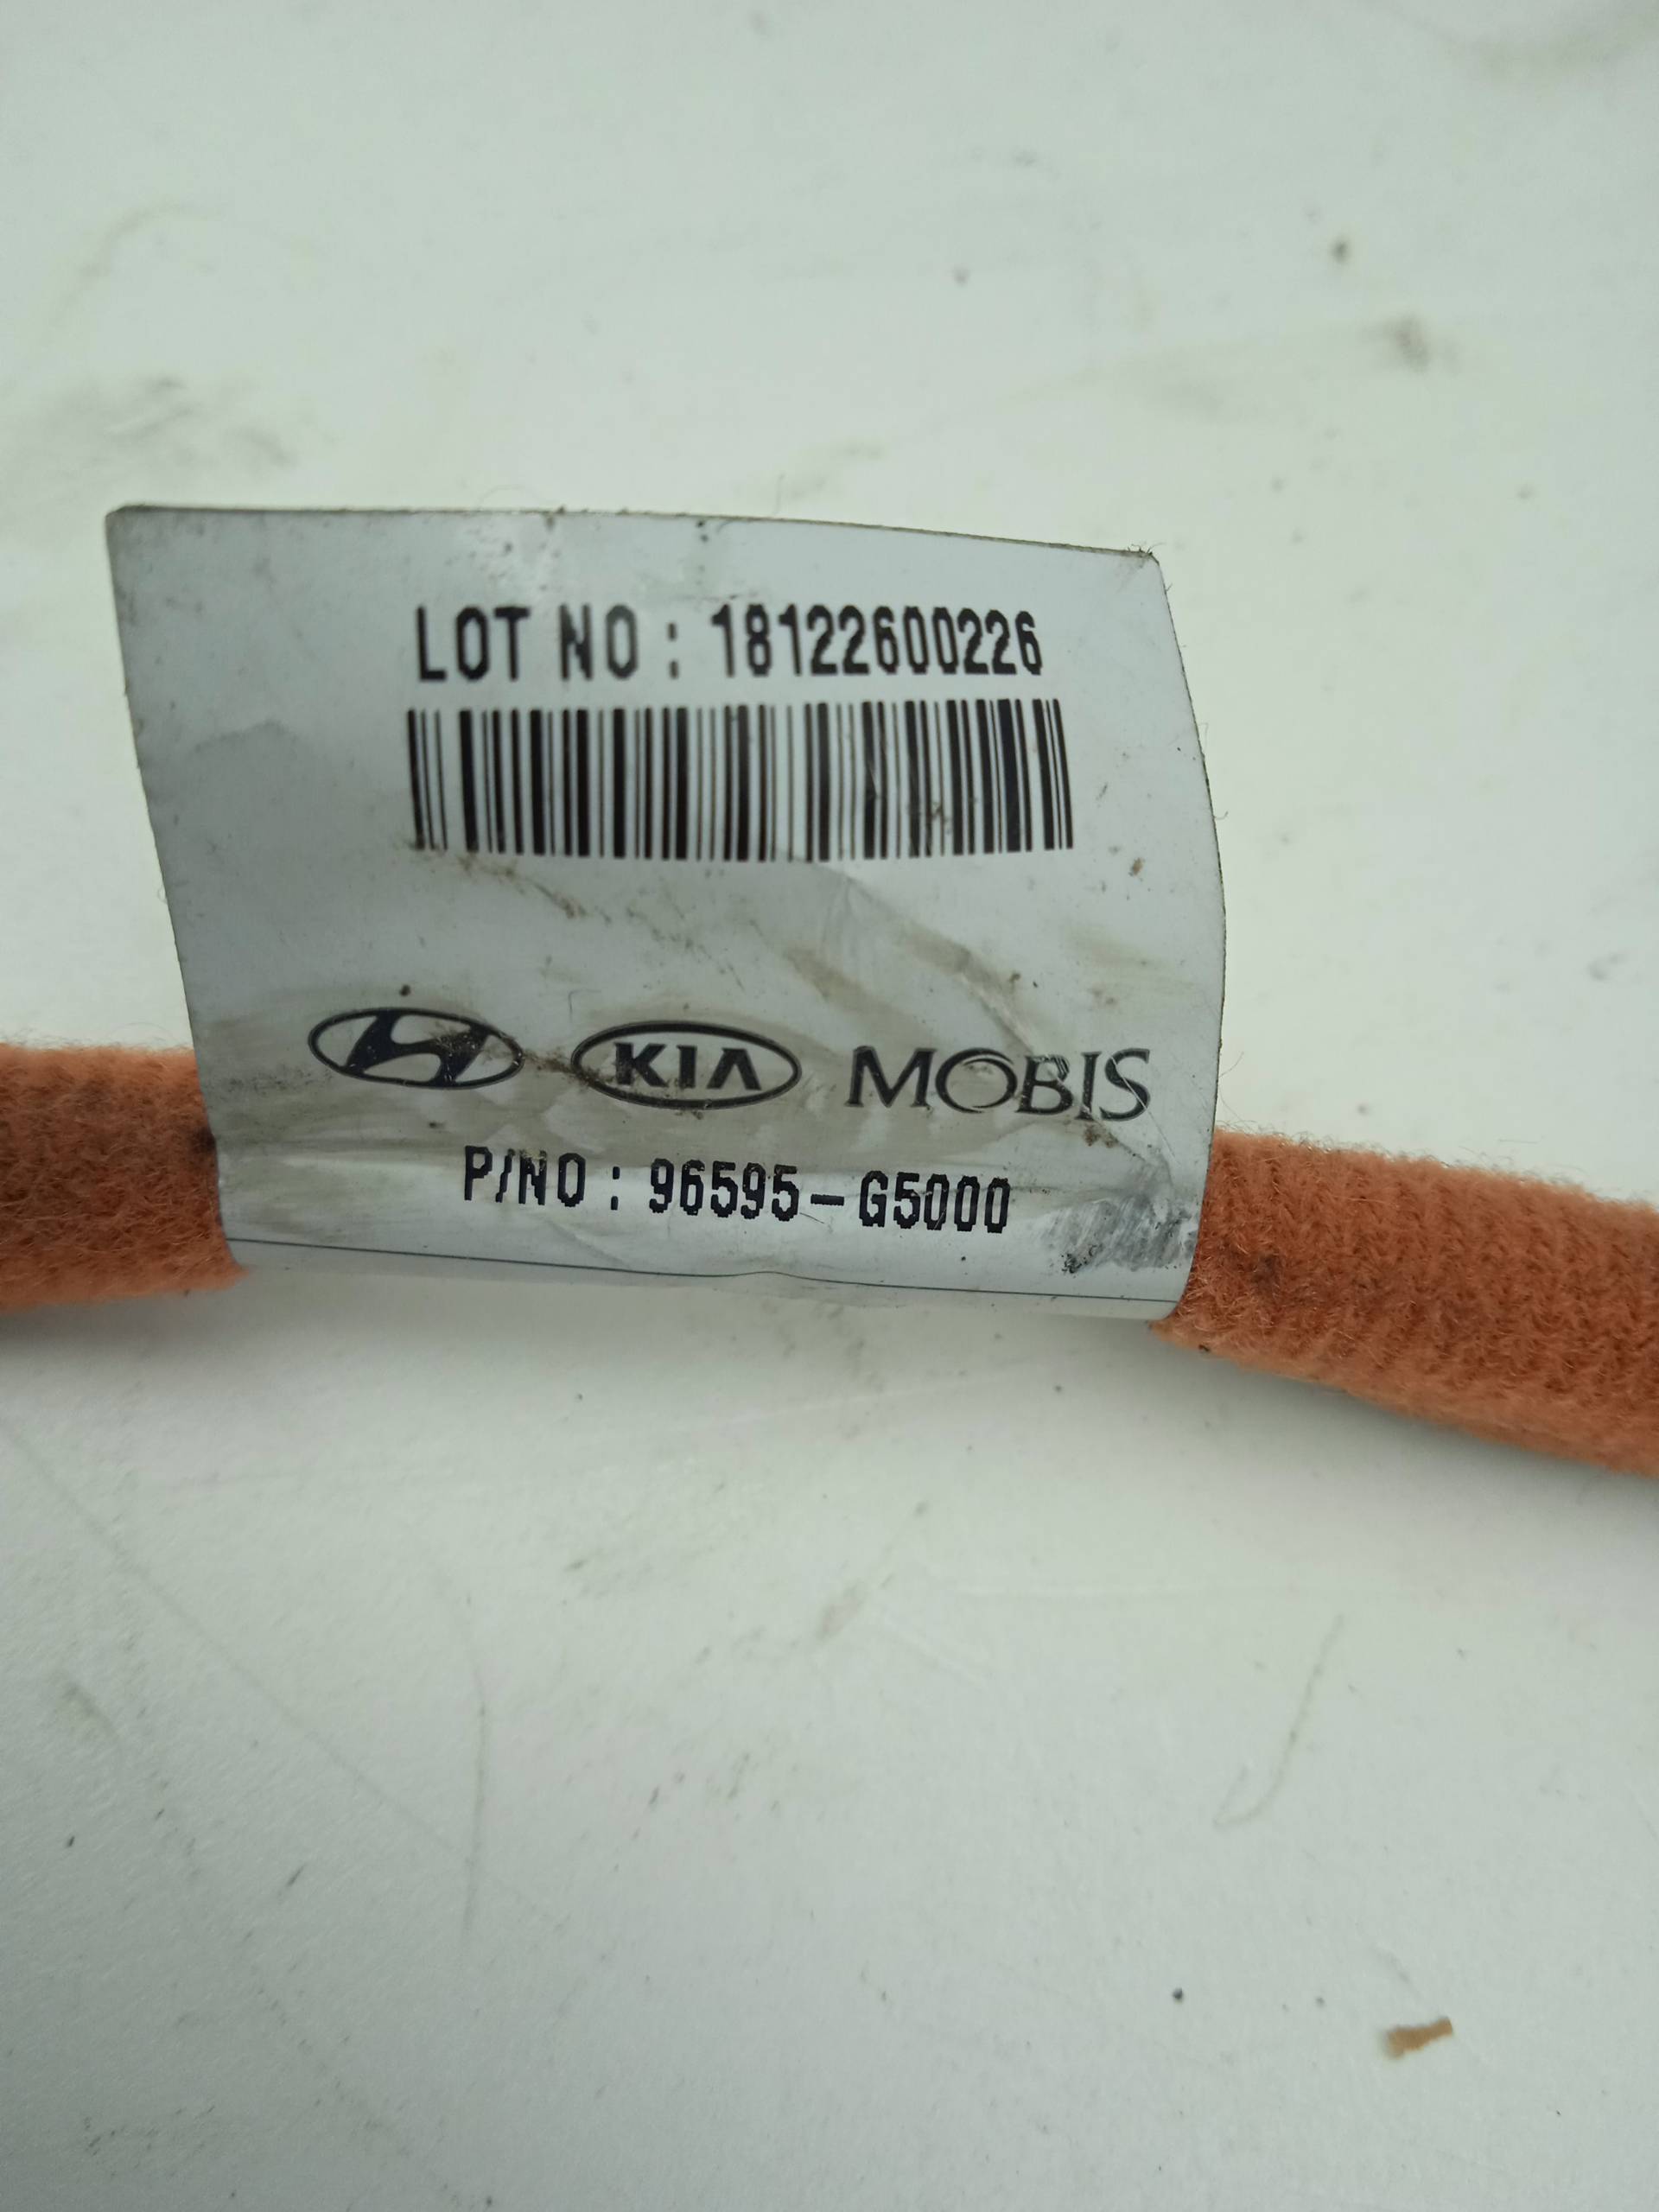 LOT NO : 18122600226
KIA MOBIS
P/NO : 96595-G5000